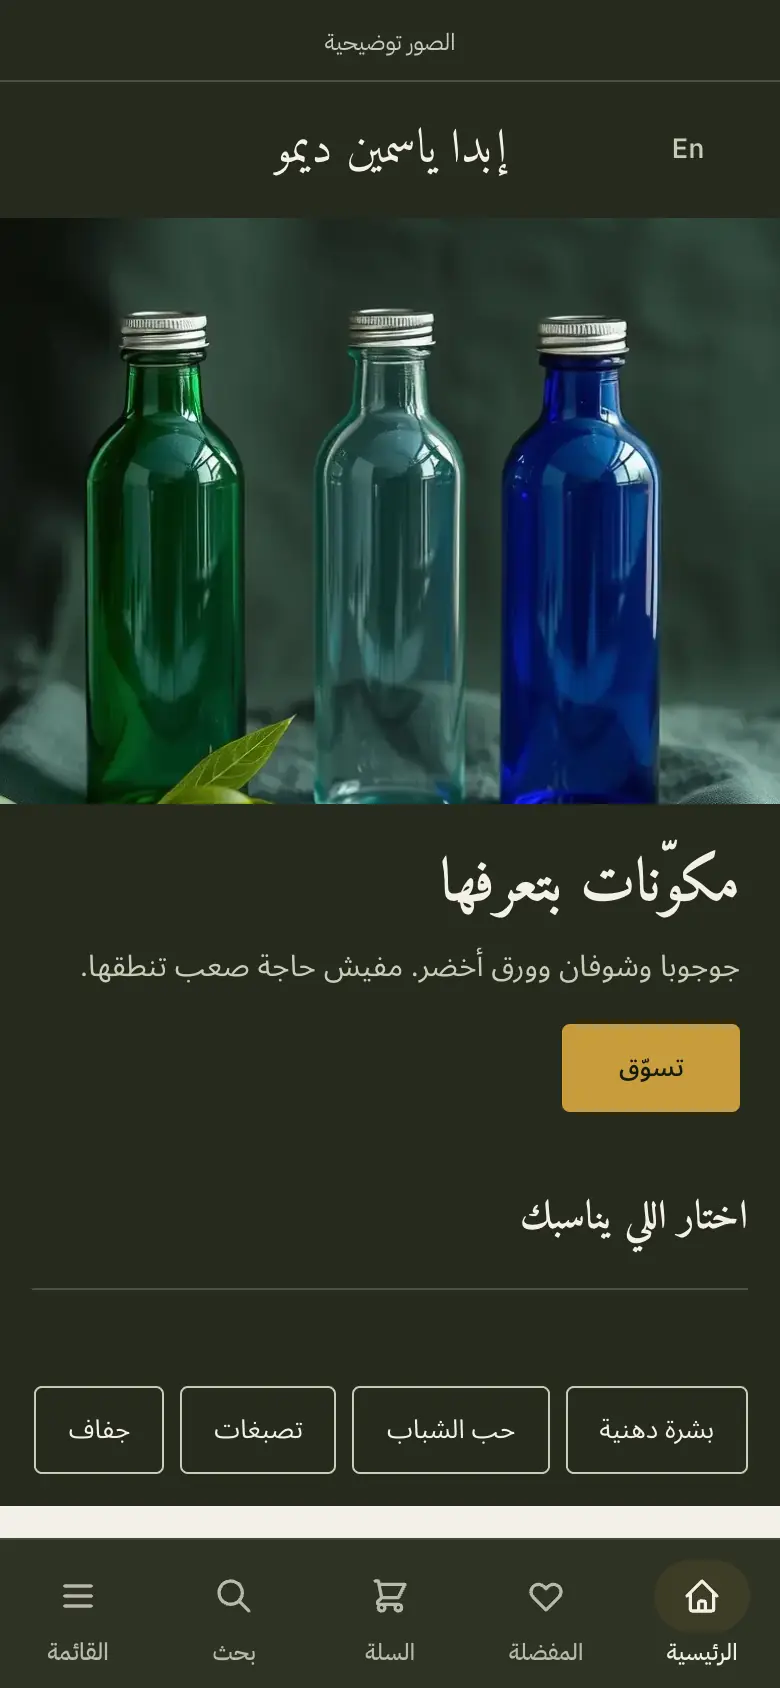 الصور توضيحية
إبدا ياسمين ديمو
En
مكوّنات بتعرفها
جوجوبا وشوفان وورق أخضر. مفيش حاجة صعب تنطقها.
تسوّق
اختار اللي يناسبك
بشرة دهنية
حب الشباب
تصبغات
جفاف
الرئيسية
المفضلة
السلة
بحث
القائمة